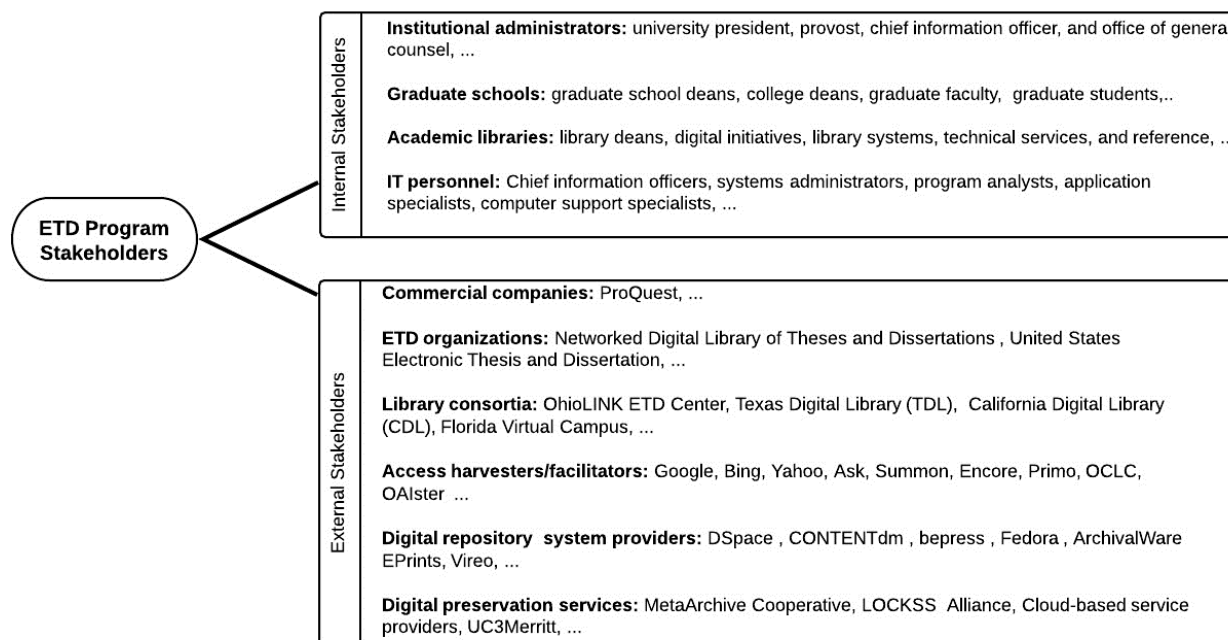 ETD Program
Stakeholders
Internal Stakeholders
Institutional administrators: university president, provost, chief information officer, and office of genera
counsel, ...
Graduate schools: graduate school deans, college deans, graduate faculty, graduate students,..
Academic libraries: library deans, digital initiatives, library systems, technical services, and reference, ..
IT personnel: Chief information officers, systems administrators, program analysts, application
specialists, computer support specialists, ...
External Stakeholders
Commercial companies: ProQuest, ...
ETD organizations: Networked Digital Library of Theses and Dissertations , United States
Electronic Thesis and Dissertation, ...
Library consortia: OhioLINK ETD Center, Texas Digital Library (TDL), California Digital Library
(CDL), Florida Virtual Campus, ...
Access harvesters/facilitators: Google, Bing, Yahoo, Ask, Summon, Encore, Primo, OCLC,
OAIster ...
Digital repository system providers: DSpace , CONTENTdm , bepress , Fedora , ArchivalWare
EPrints, Vireo, ...
Digital preservation services: MetaArchive Cooperative, LOCKSS Alliance, Cloud-based service
providers, UC3Merritt, ...